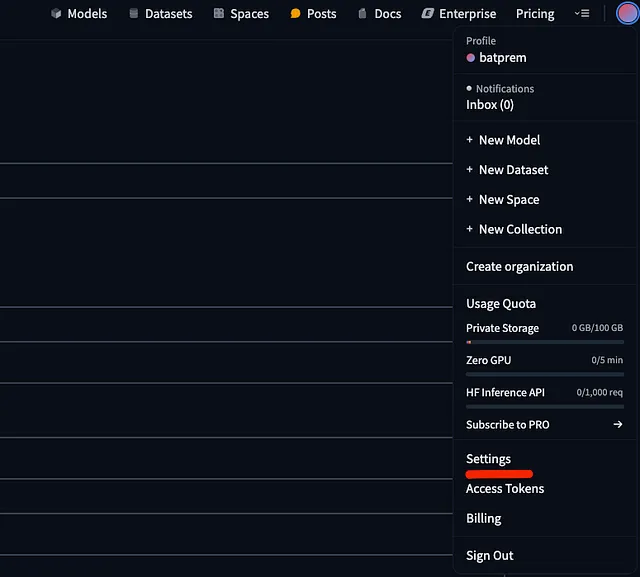 Models Datasets Spaces Posts Docs Enterprise Pricing
Profile
batprem
Notifications
Inbox (0)
+ New Model
+ New Dataset
+ New Space
+ New Collection
Create organization
Usage Quota
Private Storage 0 GB/100 GB
Zero GPU 0/5 min
HF Inference API 0/1,000 req
Subscribe to PRO →
Settings
Access Tokens
Billing
Sign Out